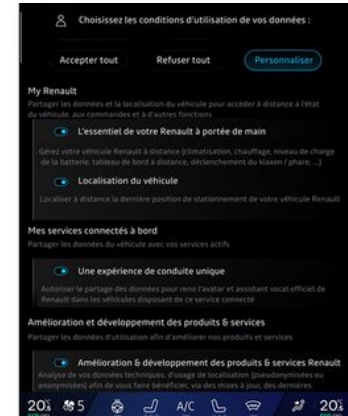 Choisissez les conditions d'utilisation de vos données :
Accepter tout
Refuser tout
Personnaliser
My Renault
Partager les données et la localisation du véhicule pour accéder à distance à l'état
du véhicule, aux commandes et à d'autres fonctions
L'essentiel de votre Renault à portée de main
Gérez votre véhicule Renault à distance (climatisation, chauffage, niveau de charge
de la batterie, tableau de bord à distance, déclenchement du klaxon / phare, ...)
Localisation du véhicule
Localiser à distance la dernière position de stationnement de votre véhicule Renault
Mes services connectés à bord
Partager les données du véhicule avec vos services actifs
Une expérience de conduite unique
Autoriser le partage des données pour reno l'avatar et assistant vocal officiel de
Renault dans les véhicules disposant de ce service connecté
Amélioration et développement des produits & services
Partager les données d'utilisation afin d'améliorer nos produits et services
Amélioration & développement des produits & services Renault
Analyse de vos données techniques, d'usage de localisation (pseudonymisées ou
anonymisées) afin de vous faire bénéficier, via des mises à jour, des dernières
5
A/C